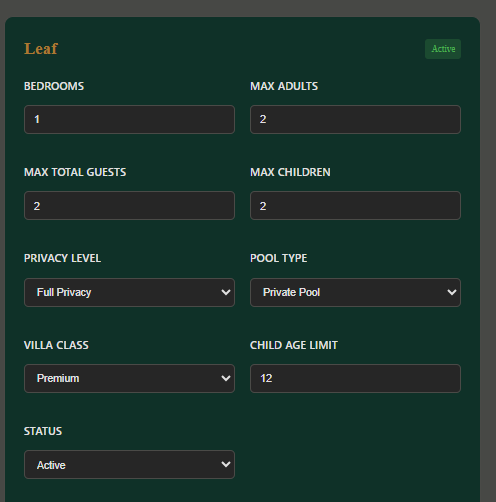 Leaf Active
BEDROOMS MAX ADULTS
1 2
MAX TOTAL GUESTS MAX CHILDREN
2 2
PRIVACY LEVEL POOL TYPE
Full Privacy Private Pool
VILLA CLASS CHILD AGE LIMIT
Premium 12
STATUS
Active